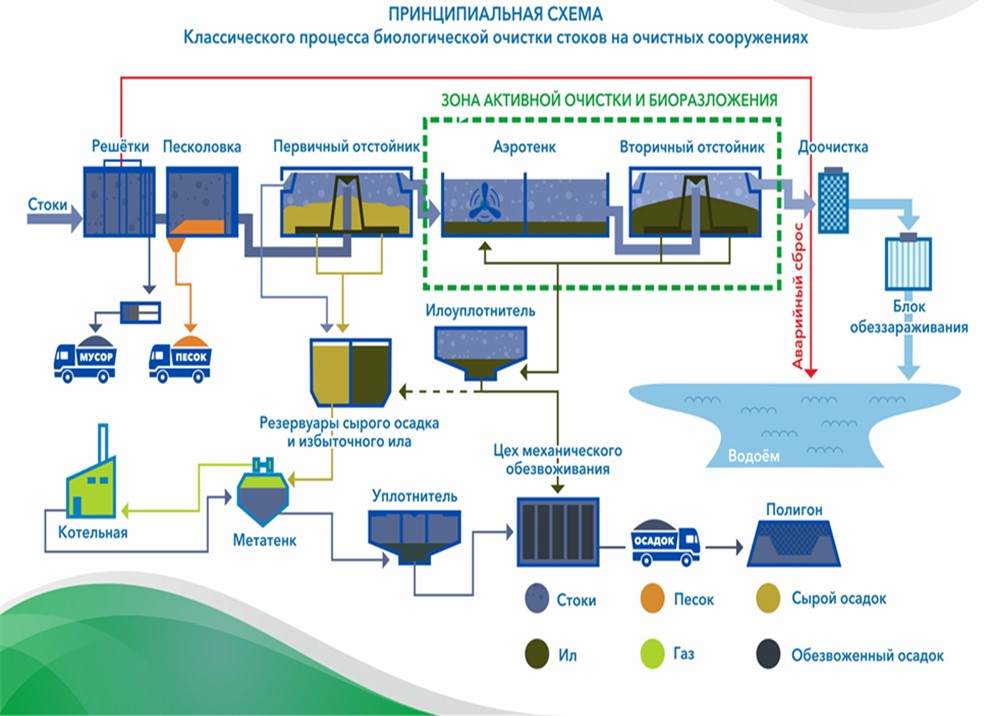 ПРИНЦИПИАЛЬНАЯ СХЕМА
Классического процесса биологической очистки стоков на очистных сооружениях
ЗОНА АКТИВНОЙ ОЧИСТКИ И БИОРАЗЛОЖЕНИЯ
Решётки
Песколовка
Первичный отстойник
Аэротенк
Вторичный отстойник
Доочистка
Стоки
Аварийный сброс
Блок
обеззараживания
Илоуплотнитель
МУСОР
ПЕСОК
Резервуары сырого осадка
и избыточного ила
Водоём
Цех механического
обезвоживания
Котельная
Метатенк
Уплотнитель
ОСАДОК
Полигон
Стоки
Песок
Сырой осадок
Ил
Газ
Обезвоженный осадок